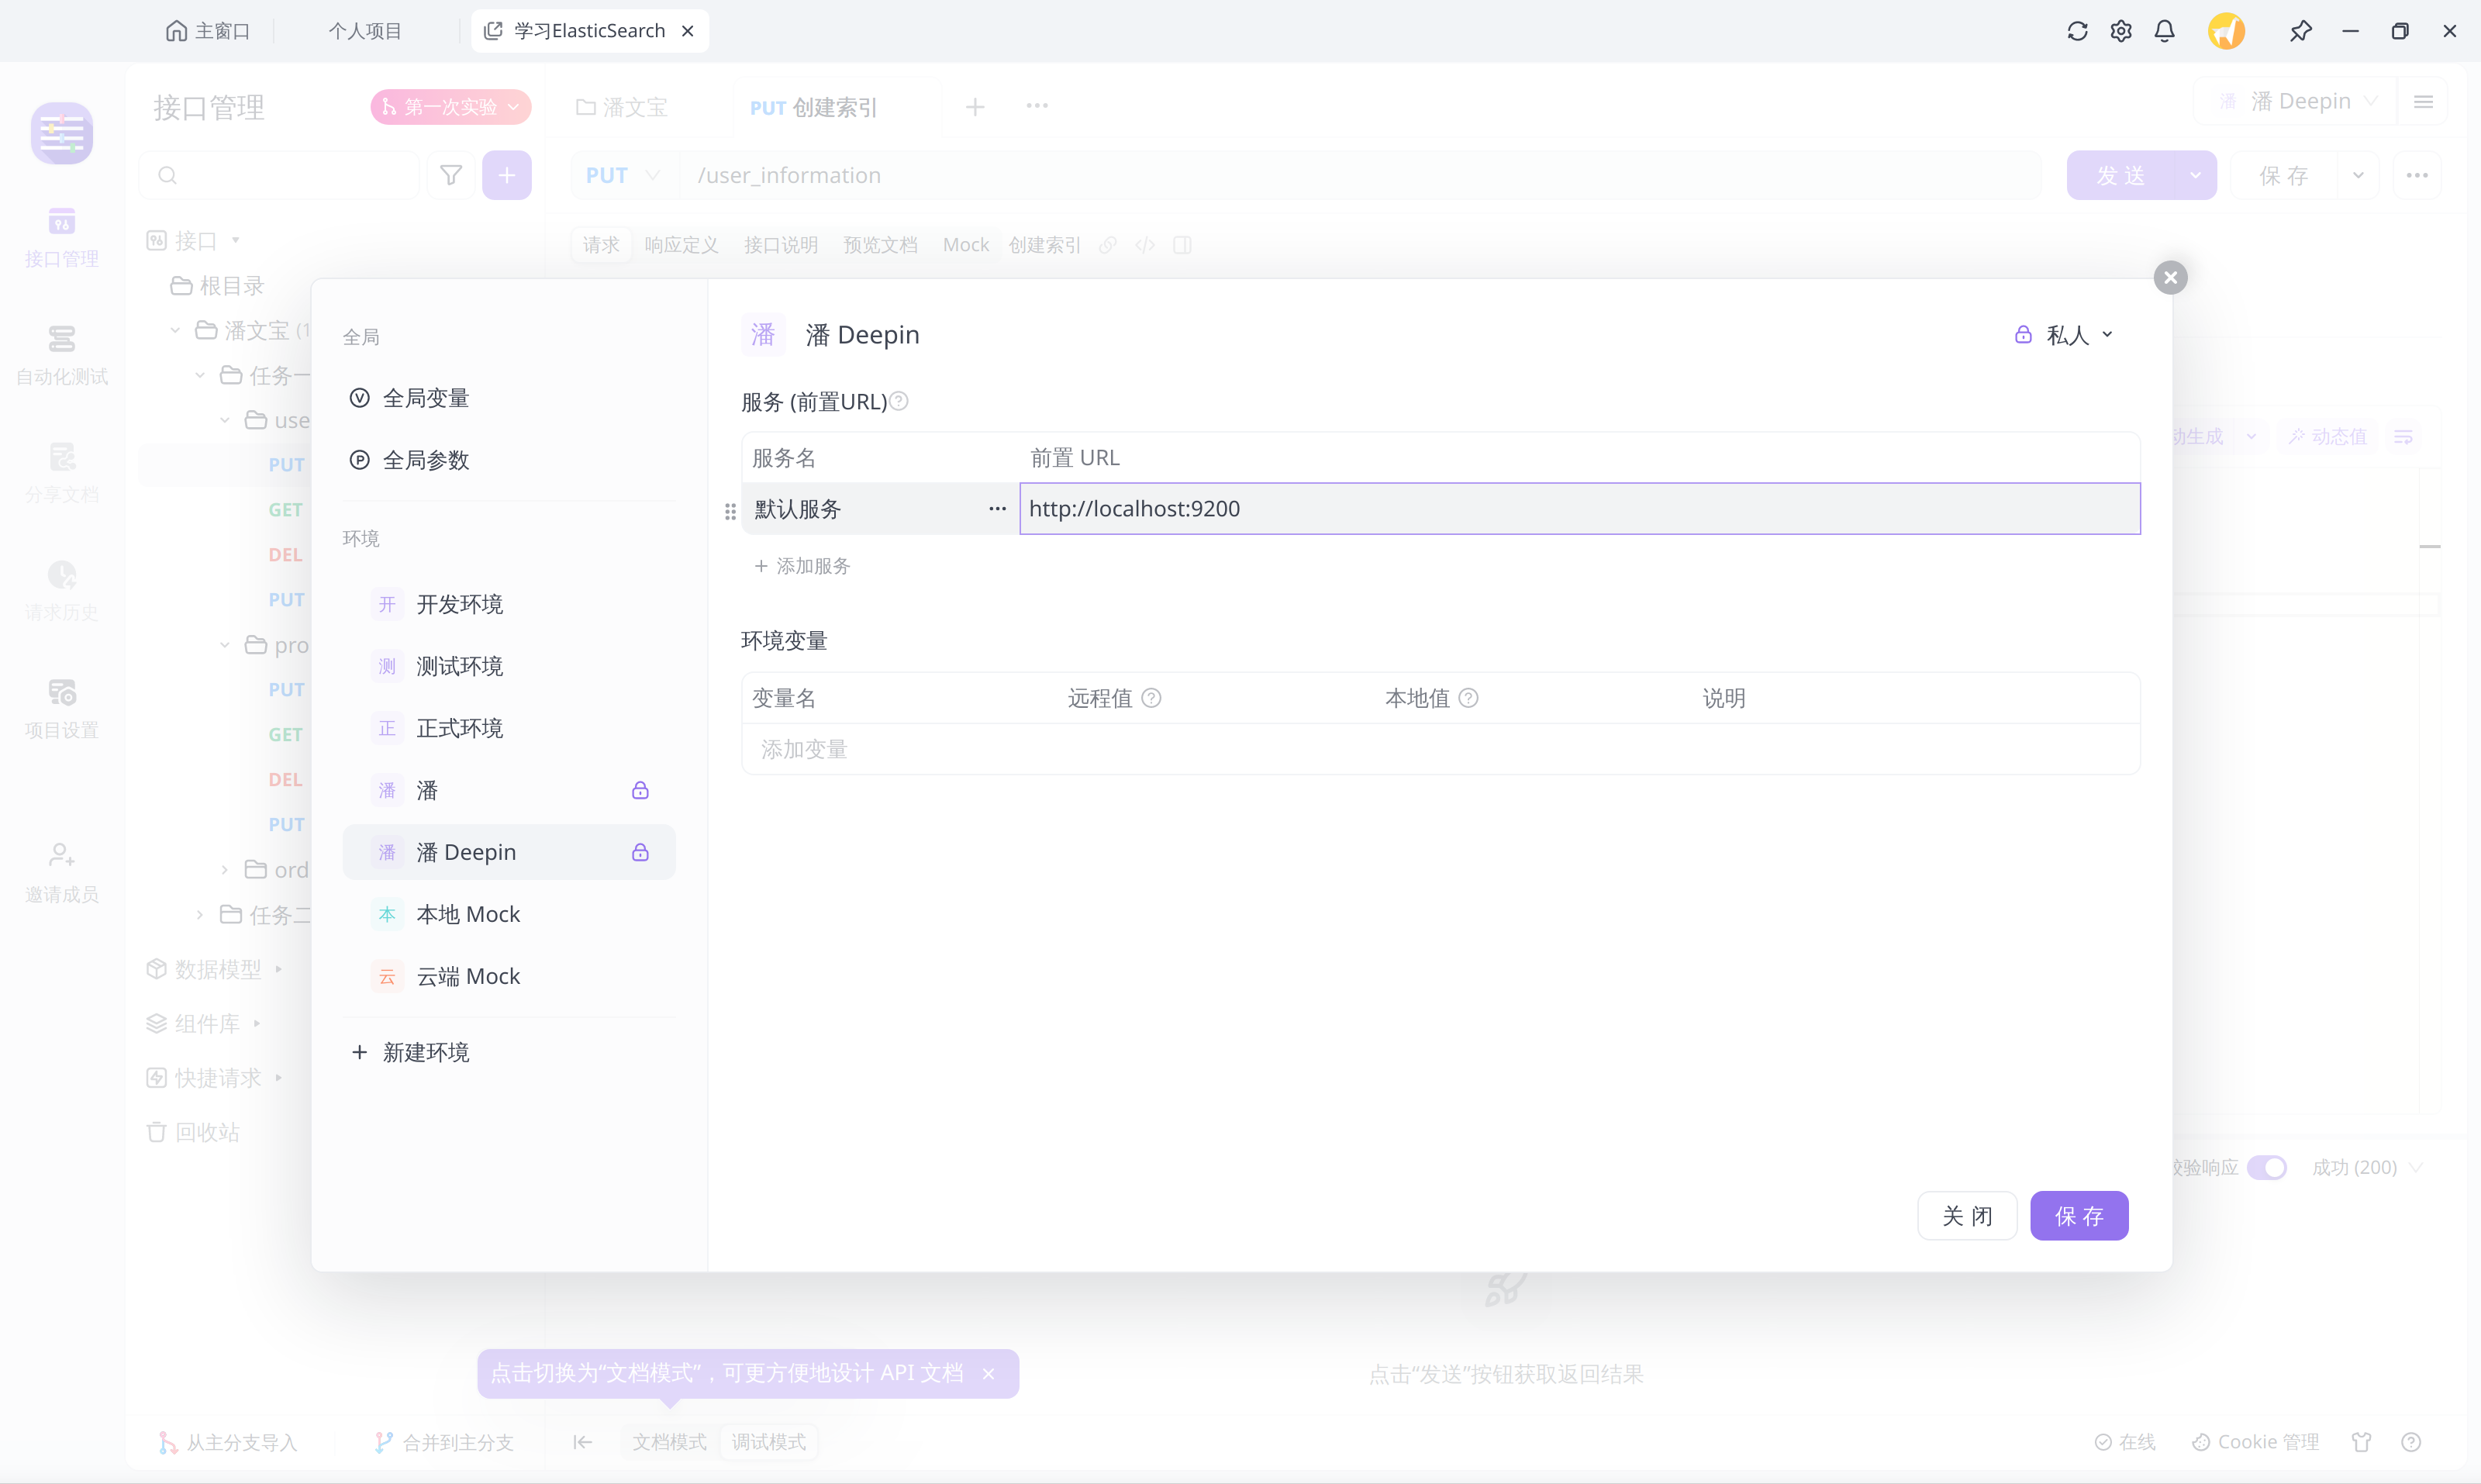 主窗口
个人项目
学习ElasticSearch
接口管理
第一次实验
潘文宝
PUT 创建索引
潘 潘 Deepin
PUT /user_information
发 送
保 存
接口管理
接口
请求 响应定义 接口说明 预览文档 Mock 创建索引
根目录
潘文宝 (1
任务一
use
PUT
GET
DEL
PUT
pro
PUT
GET
DEL
PUT
ord
任务二
自动化测试
分享文档
请求历史
项目设置
邀请成员
数据模型
组件库
快捷请求
回收站
全局
全局变量
全局参数
环境
开 开发环境
测 测试环境
正 正式环境
潘 潘
潘 潘 Deepin
本 本地 Mock
云 云端 Mock
新建环境
潘 潘 Deepin
私人
服务 (前置URL)
服务名 前置 URL
默认服务 http://localhost:9200
添加服务
环境变量
变量名 远程值 本地值 说明
添加变量
关 闭
保 存
动生成
动态值
校验响应
成功 (200)
点击切换为“文档模式”，可更方便地设计 API 文档
点击“发送”按钮获取返回结果
从主分支导入
合并到主分支
文档模式
调试模式
在线
Cookie 管理